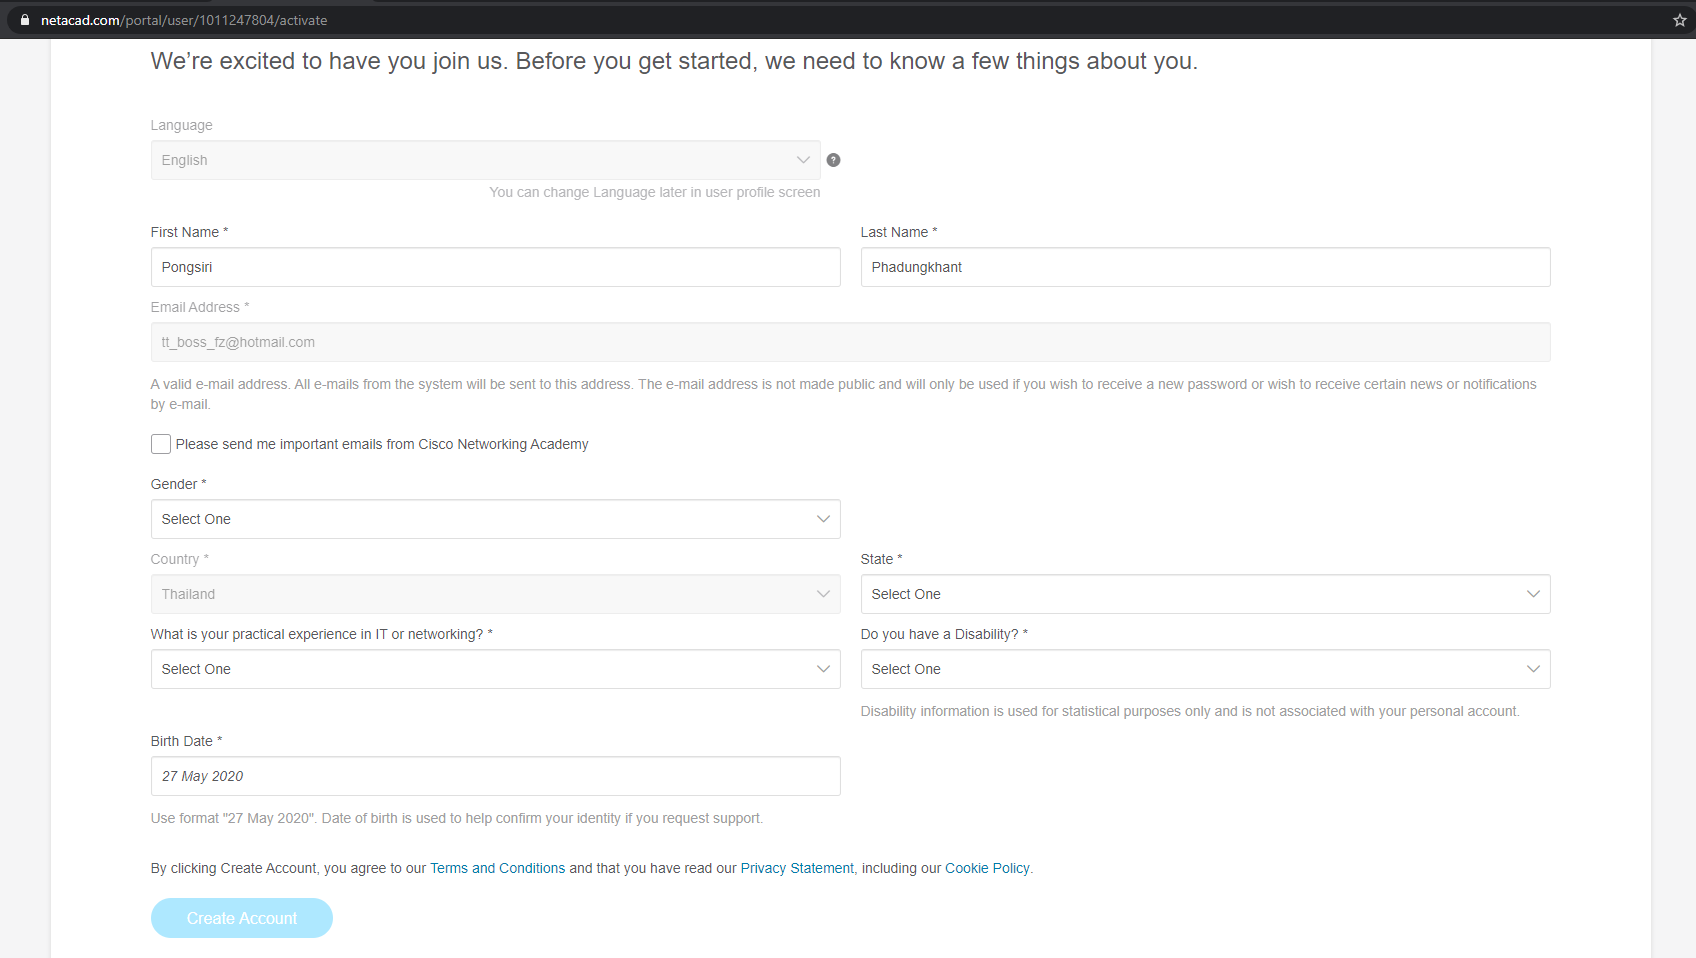 netacad.com/portal/user/1011247804/activate
We’re excited to have you join us. Before you get started, we need to know a few things about you.
Language
English
?
You can change Language later in user profile screen
First Name *
Last Name *
Pongsiri
Phadungkhant
Email Address *
tt_boss_fz@hotmail.com
A valid e-mail address. All e-mails from the system will be sent to this address. The e-mail address is not made public and will only be used if you wish to receive a new password or wish to receive certain news or notifications
by e-mail.
Please send me important emails from Cisco Networking Academy
Gender *
Select One
Country *
State *
Thailand
Select One
What is your practical experience in IT or networking? *
Do you have a Disability? *
Select One
Select One
Disability information is used for statistical purposes only and is not associated with your personal account.
Birth Date *
27 May 2020
Use format "27 May 2020". Date of birth is used to help confirm your identity if you request support.
By clicking Create Account, you agree to our Terms and Conditions and that you have read our Privacy Statement, including our Cookie Policy.
Create Account